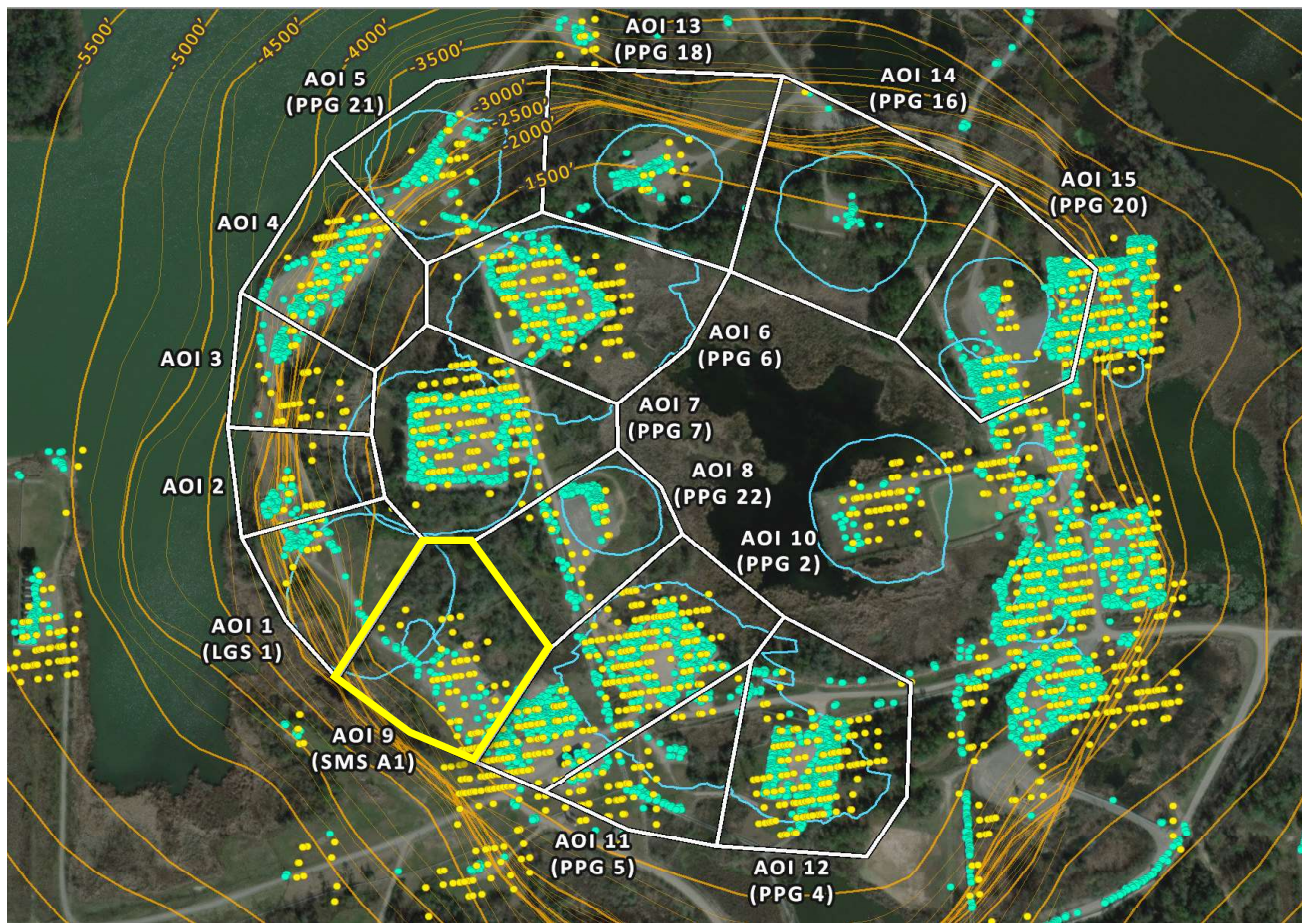 -5500'
-5000'
-4500'
-4000'
-3500'
-3000'
-2500'
-2000'
-1500'
AOI 13
(PPG 18)
AOI 14
(PPG 16)
AOI 5
(PPG 21)
AOI 15
(PPG 20)
AOI 4
AOI 3
AOI 6
(PPG 6)
AOI 7
(PPG 7)
AOI 2
AOI 8
(PPG 22)
AOI 10
(PPG 2)
AOI 1
(LGS 1)
AOI 9
(SMS A1)
AOI 11
(PPG 5)
AOI 12
(PPG 4)